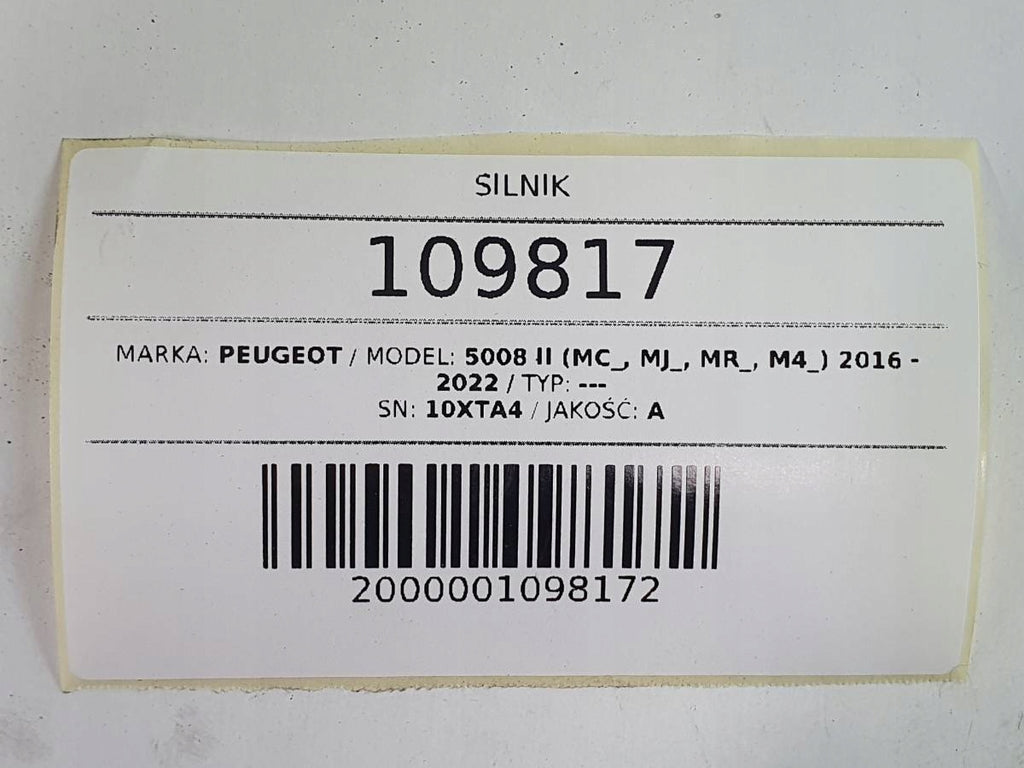 SILNIK
109817
MARKA: PEUGEOT / MODEL: 5008 II (MC_, MJ_, MR_, M4_) 2016 -
2022 / TYP: ---
SN: 10XTA4 / JAKOŚĆ: A
2000001098172